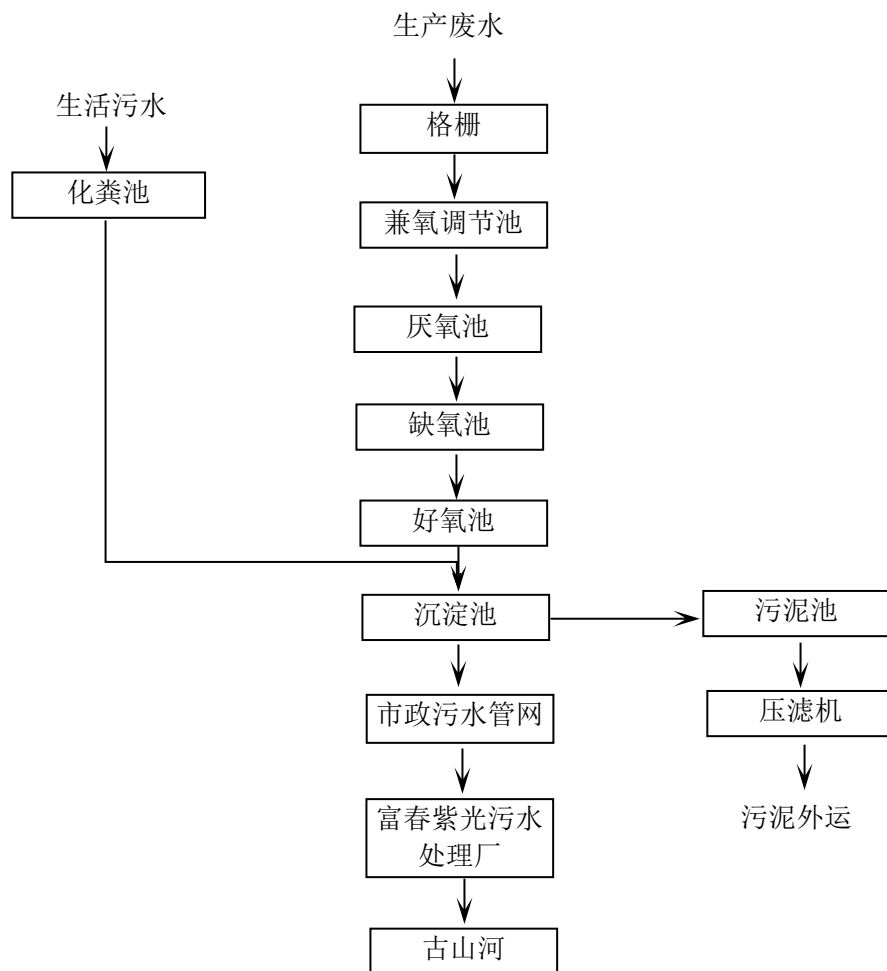 生产废水
生活污水
格栅
化粪池
兼氧调节池
厌氧池
缺氧池
好氧池
沉淀池
污泥池
市政污水管网
压滤机
富春紫光污水
处理厂
污泥外运
古山河